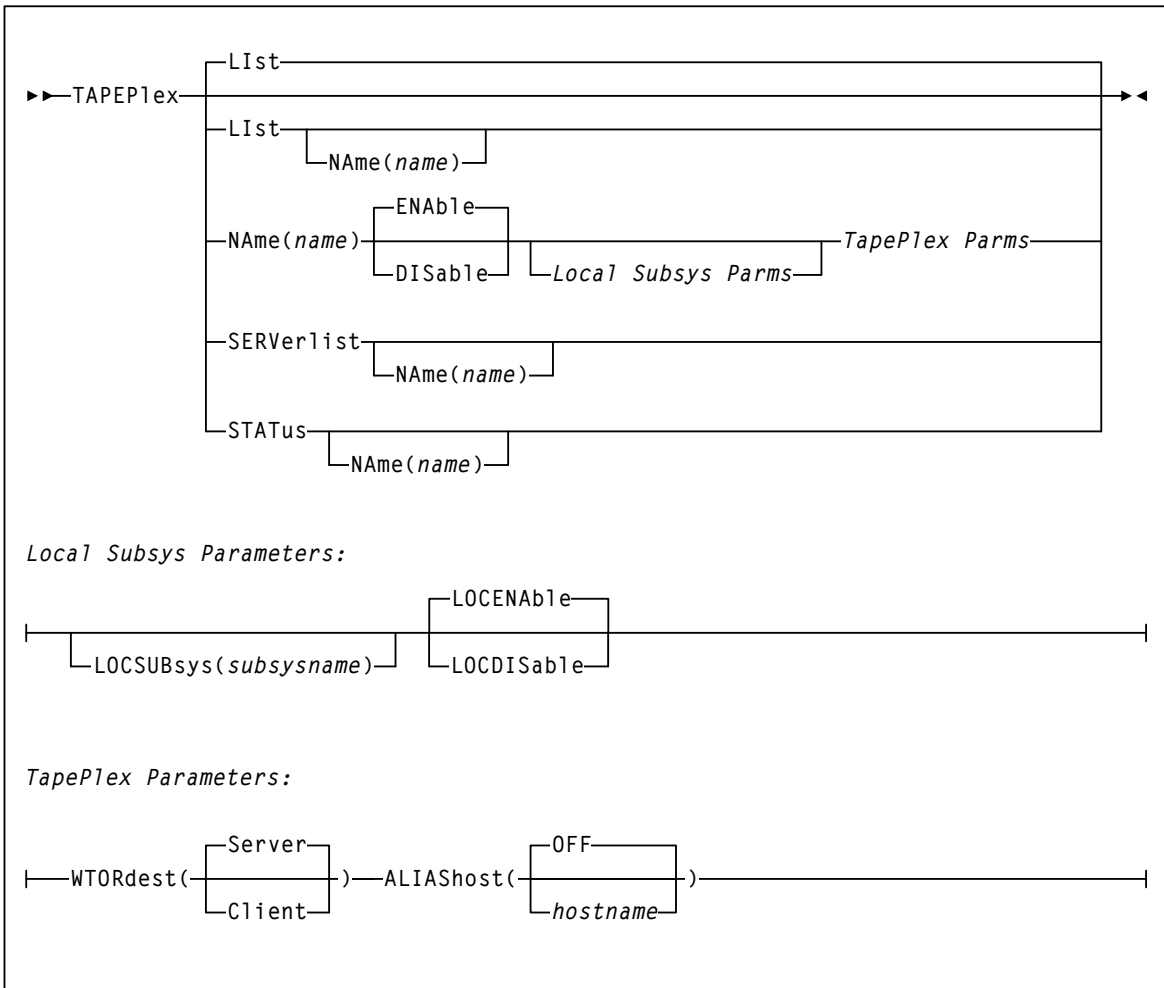 LIst
TAPEPlex
LIst
NAme(name)
ENAble
NAme(name) TapePlex Parms
DISable
Local Subsys Parms
SERVerlist
NAme(name)
STATus
NAme(name)
Local Subsys Parameters:
LOCENAble
LOCSUBsys(subsysname) LOCDISable
TapePlex Parameters:
Server OFF
WTORdest( ) ALIAShost( )
Client hostname